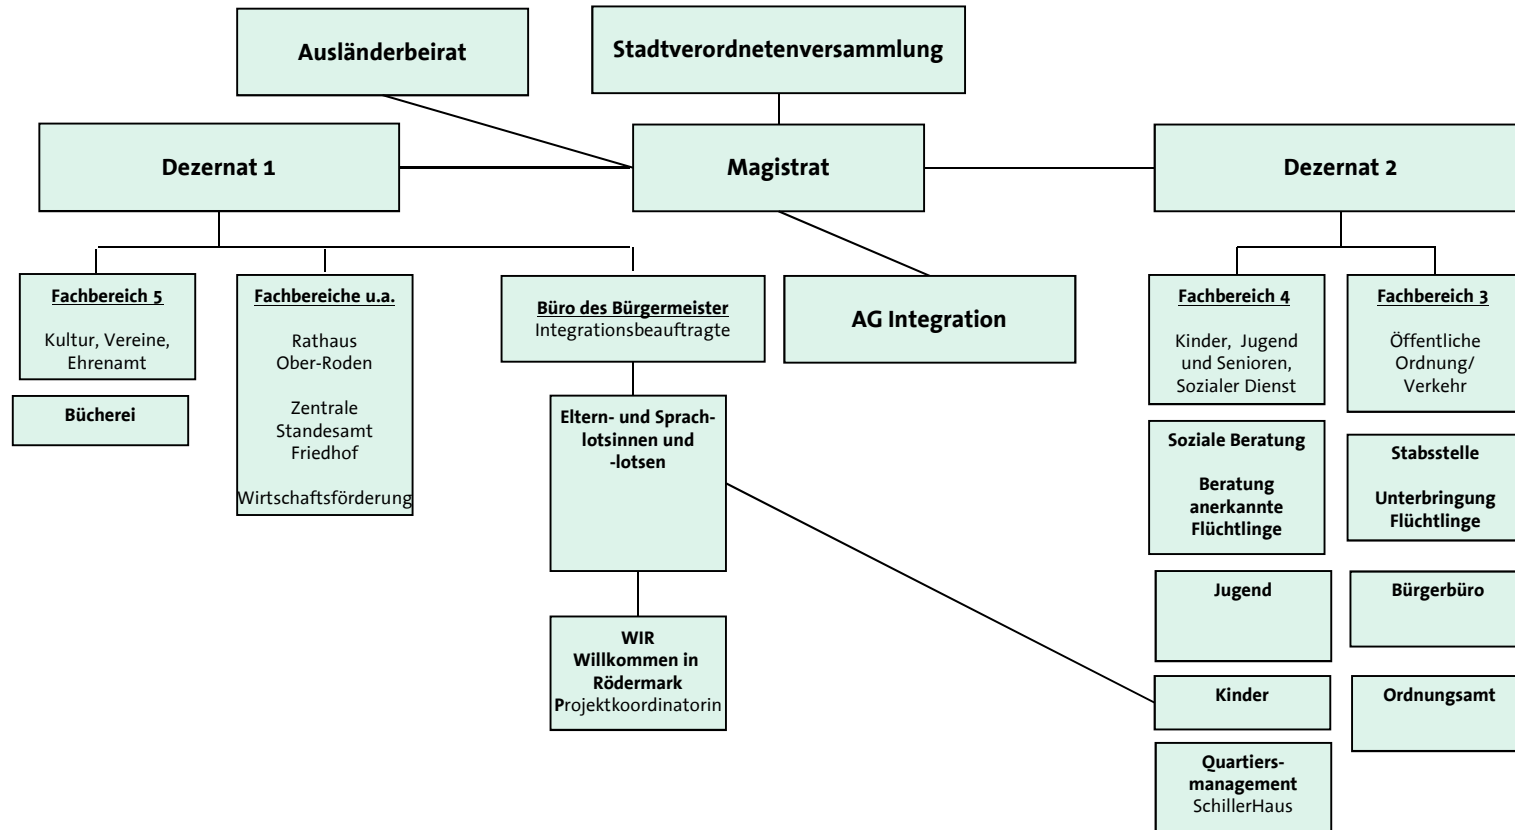 Ausländerbeirat
Stadtverordnetenversammlung
Dezernat 1
Magistrat
Dezernat 2
Fachbereich 5
Kultur, Vereine,
Ehrenamt
Bücherei
Fachbereiche u.a.
Rathaus
Ober-Roden
Zentrale
Standesamt
Friedhof
Wirtschaftsförderung
Büro des Bürgermeister
Integrationsbeauftragte
Eltern- und Sprach-
lotsinnen und
-lotsen
WIR
Willkommen in
Rödermark
Projektkoordinatorin
AG Integration
Fachbereich 4
Kinder, Jugend
und Senioren,
Sozialer Dienst
Soziale Beratung
Beratung
anerkannte
Flüchtlinge
Jugend
Kinder
Quartiers-
management
SchillerHaus
Fachbereich 3
Öffentliche
Ordnung/
Verkehr
Stabsstelle
Unterbringung
Flüchtlinge
Bürgerbüro
Ordnungsamt